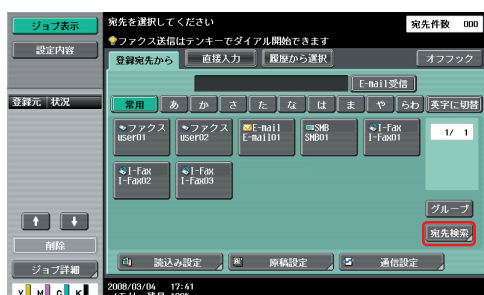 ジョブ表示
設定内容
登録元 状況
削除
ジョブ詳細
Y M C K
宛先を選択してください
宛先件数 000
ファクス送信はテンキーでダイアル開始できます
登録宛先から 直接入力 履歴から選択 オフフック
E-mail受信
常用 あ か さ た な は ま や らわ 英字に切替
ファクス user01
ファクス user02
E-mail E-mail01
SMB SMB01
I-Fax I-Fax01
1/ 1
I-Fax I-Fax02
I-Fax I-Fax03
グループ
宛先検索
読込み設定 原稿設定 通信設定
2008/03/04 17:41